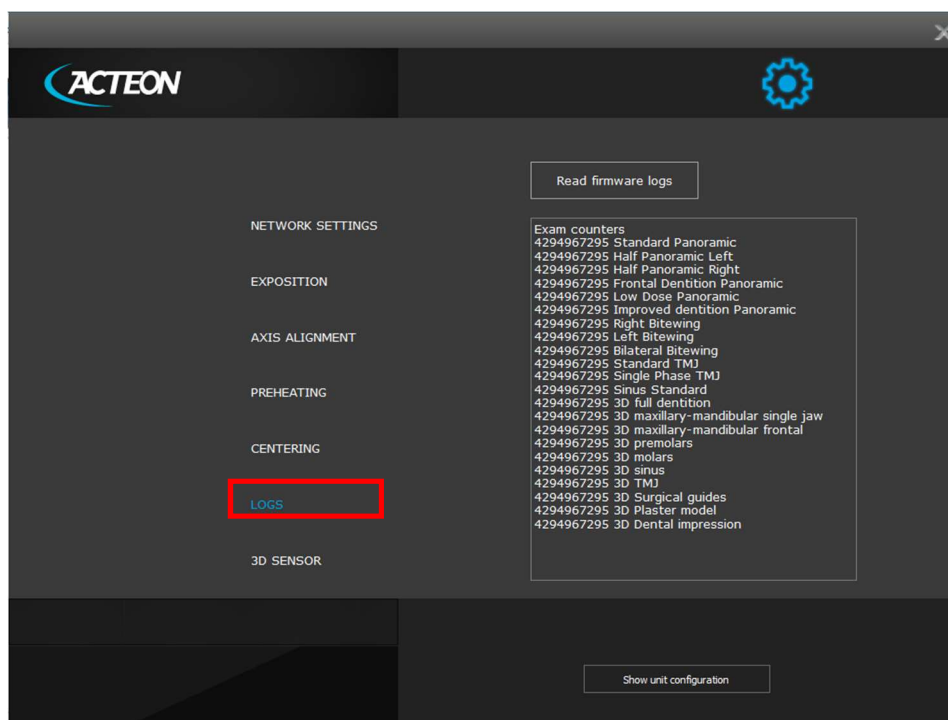 ACTEON
Read firmware logs
NETWORK SETTINGS
EXPOSITION
AXIS ALIGNMENT
PREHEATING
CENTERING
LOGS
3D SENSOR
Exam counters
4294967295 Standard Panoramic
4294967295 Half Panoramic Left
4294967295 Half Panoramic Right
4294967295 Frontal Dentition Panoramic
4294967295 Low Dose Panoramic
4294967295 Improved dentition Panoramic
4294967295 Right Bitewing
4294967295 Left Bitewing
4294967295 Bilateral Bitewing
4294967295 Standard TMJ
4294967295 Single Phase TMJ
4294967295 Sinus Standard
4294967295 3D full dentition
4294967295 3D maxillary-mandibular single jaw
4294967295 3D maxillary-mandibular frontal
4294967295 3D premolars
4294967295 3D molars
4294967295 3D sinus
4294967295 3D TMJ
4294967295 3D Surgical guides
4294967295 3D Plaster model
4294967295 3D Dental impression
Show unit configuration